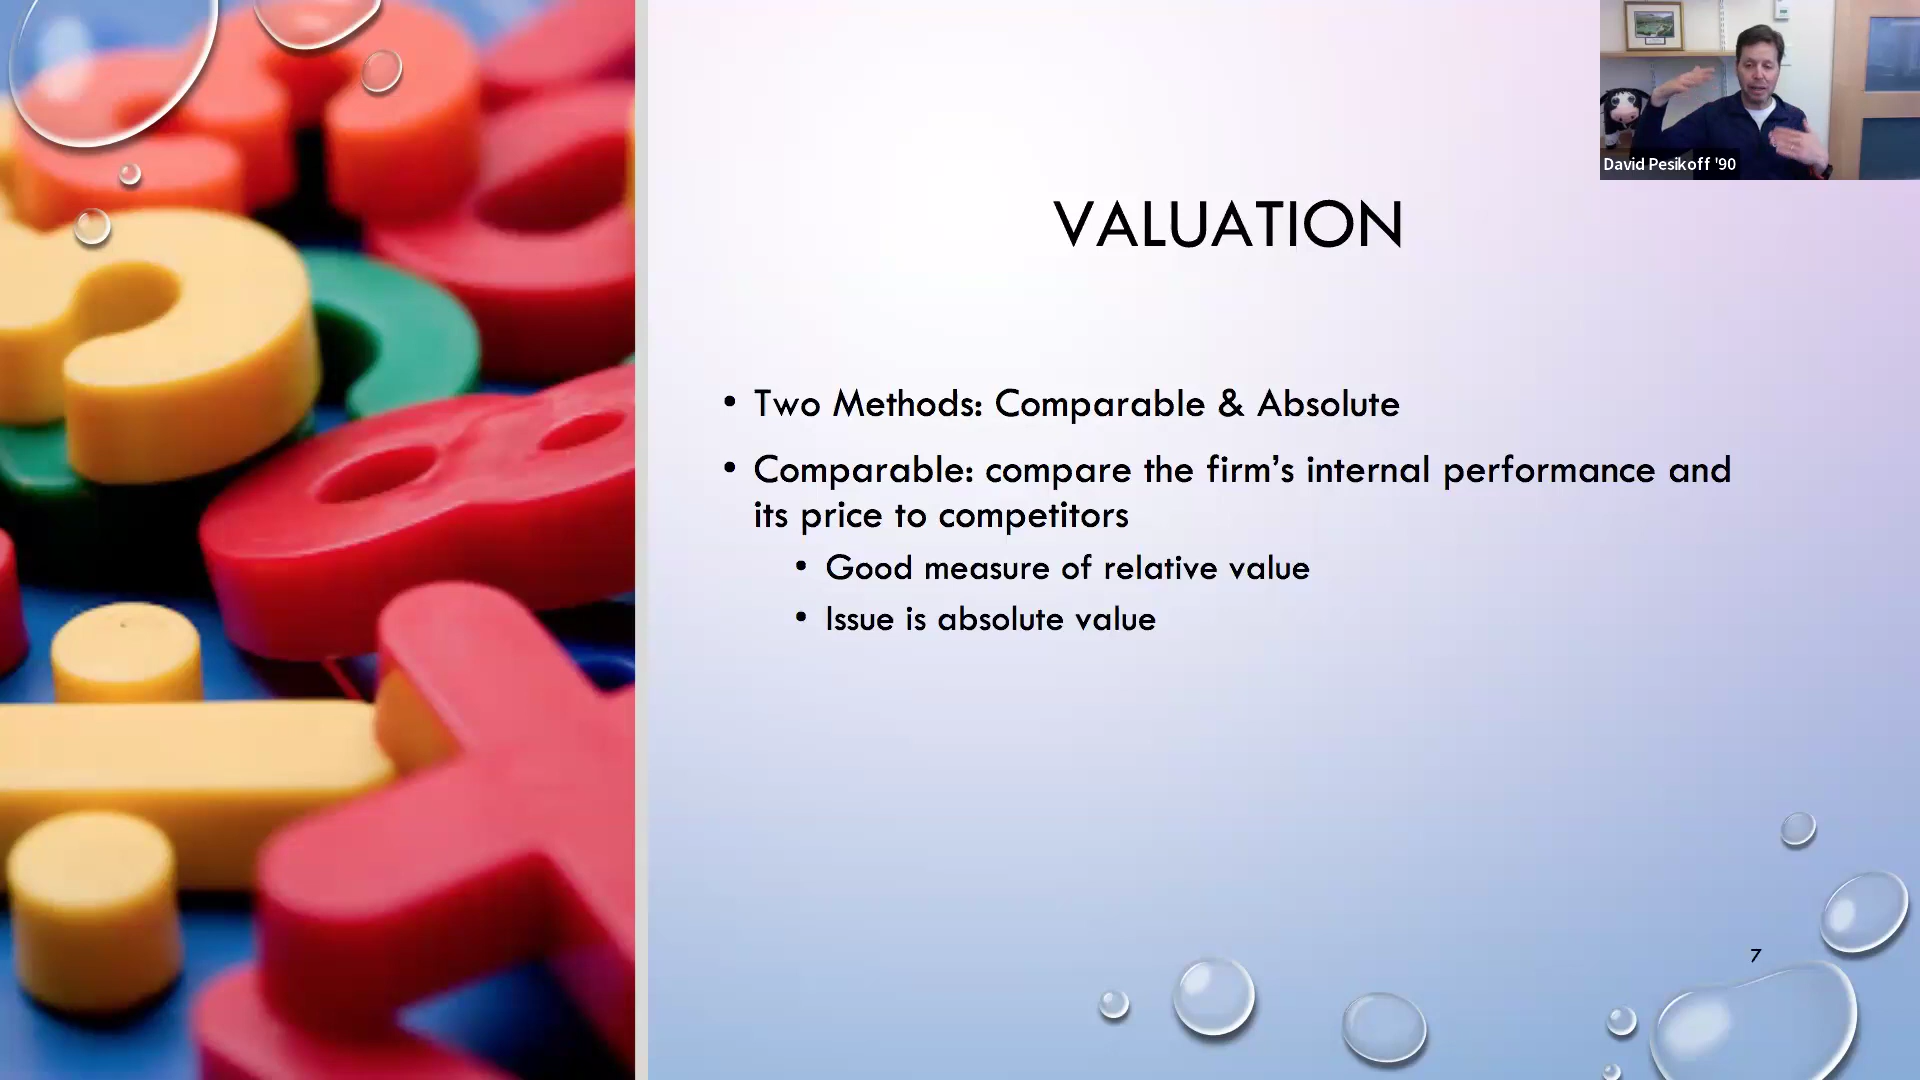 David Pesikoff '90
VALUATION
• Two Methods: Comparable & Absolute
• Comparable: compare the firm’s internal performance and
its price to competitors
• Good measure of relative value
• Issue is absolute value
7